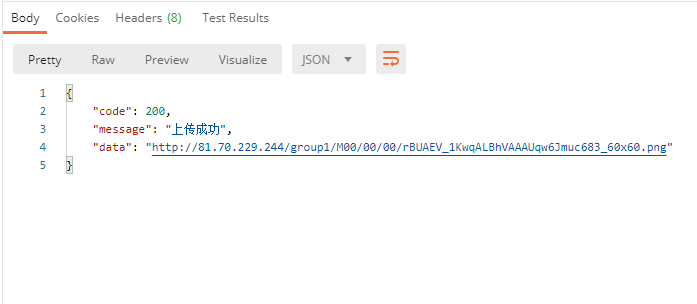 Body Cookies Headers (8) Test Results
Pretty Raw Preview Visualize JSON
1 {
2 "code": 200,
3 "message": "上传成功",
4 "data": "http://81.70.229.244/group1/M00/00/00/rBUAEV_1KwqALBhVAAAUqw6Jmuc683_60x60.png"
5 }